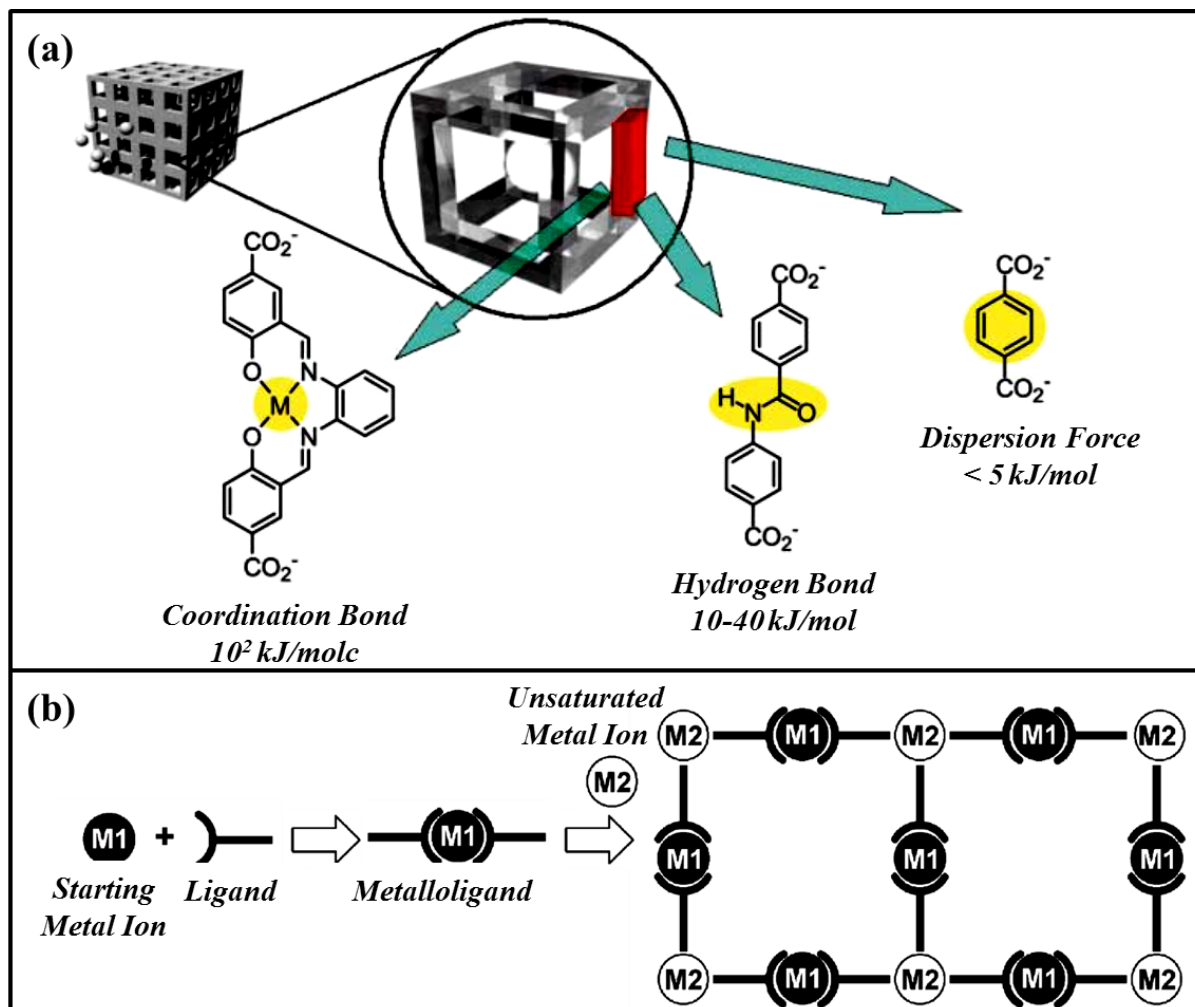 (a)
CO₂⁻
O
N
M
O
N
CO₂⁻
Coordination Bond
10² kJ/molc
CO₂⁻
H
N
O
CO₂⁻
Hydrogen Bond
10-40 kJ/mol
CO₂⁻
CO₂⁻
Dispersion Force
< 5 kJ/mol
(b)
M1 +
Starting
Metal Ion
Ligand
M1
Metalloligand
Unsaturated
Metal Ion
M2
M2 M1 M2 M1 M2
M1 M1 M1
M2 M1 M2 M1 M2